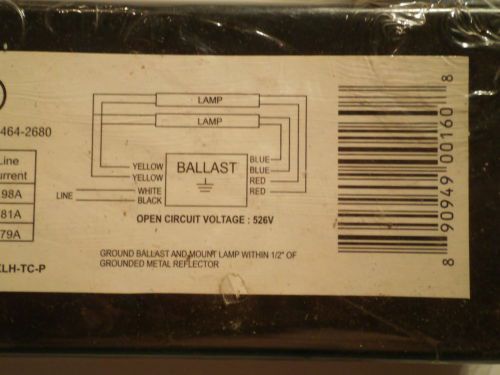 LAMP
LAMP
464-2680
Line
urrent
98A
81A
79A
LH-TC-P
YELLOW
YELLOW
WHITE
BLACK
LINE
BALLAST
BLUE
BLUE
RED
RED
OPEN CIRCUIT VOLTAGE : 526V
GROUND BALLAST AND MOUNT LAMP WITHIN 1/2" OF
GROUNDED METAL REFLECTOR
8 90949 00160 8